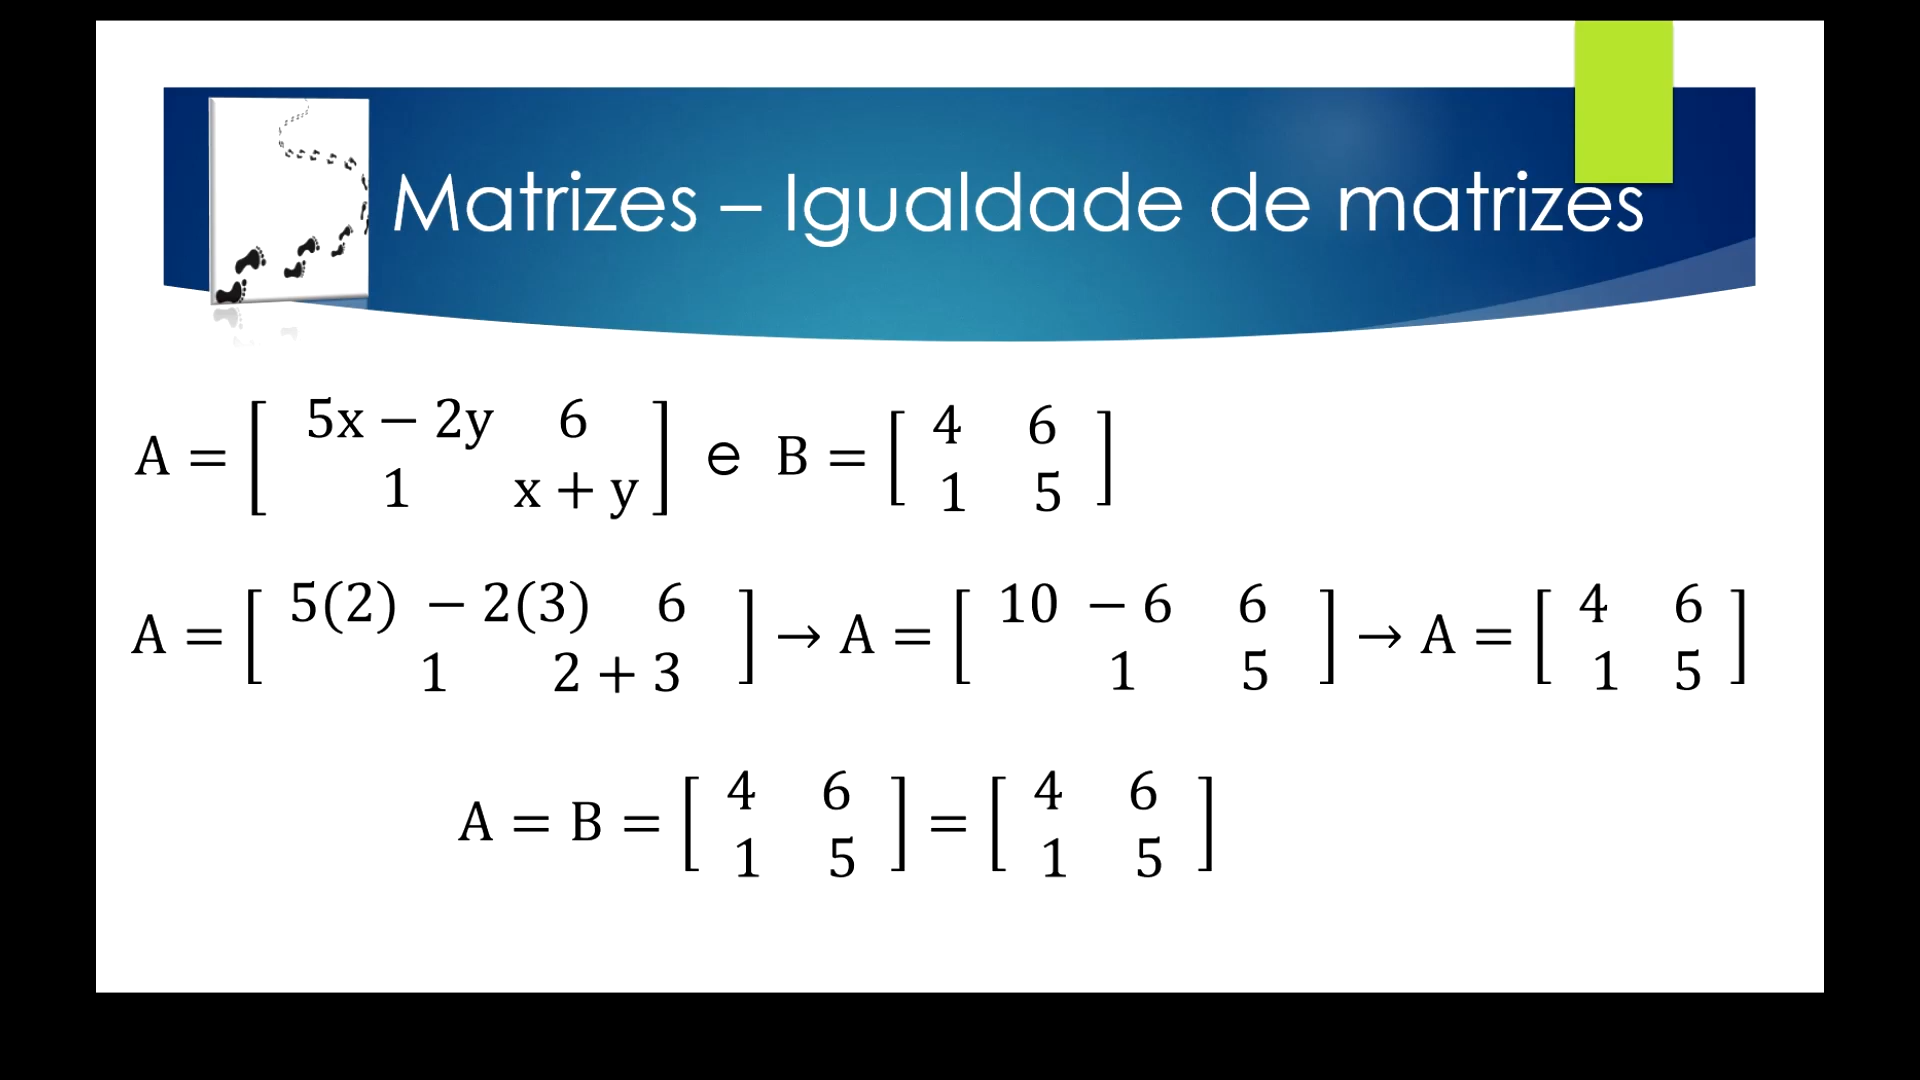 Matrizes – Igualdade de matrizes
A = [ 5x − 2y 6
1 x + y ] e B = [ 4 6
1 5 ]
A = [ 5(2) − 2(3) 6
1 2 + 3 ] → A = [ 10 − 6 6
1 5 ] → A = [ 4 6
1 5 ]
A = B = [ 4 6
1 5 ] = [ 4 6
1 5 ]